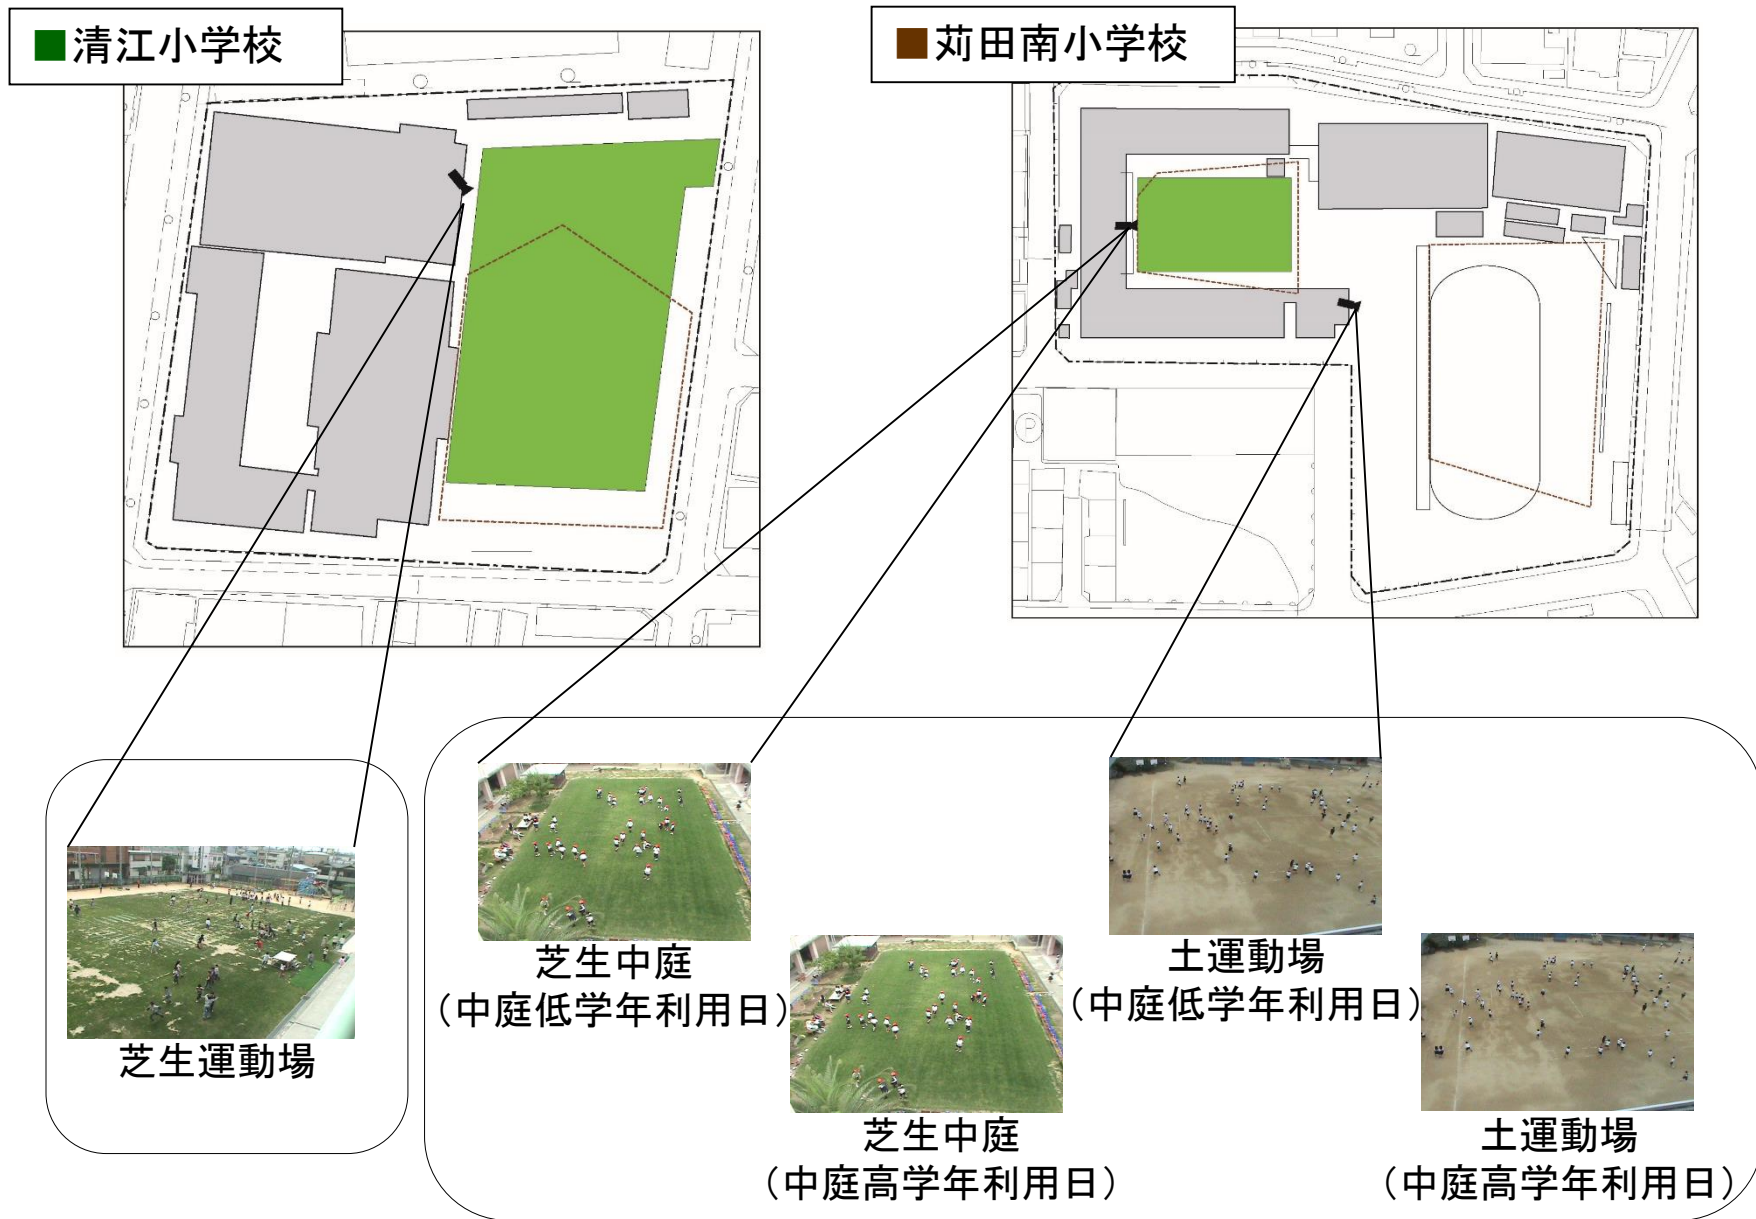 ■清江小学校
■苅田南小学校
芝生運動場
芝生中庭
（中庭低学年利用日）
芝生中庭
（中庭高学年利用日）
土運動場
（中庭低学年利用日）
土運動場
（中庭高学年利用日）
P